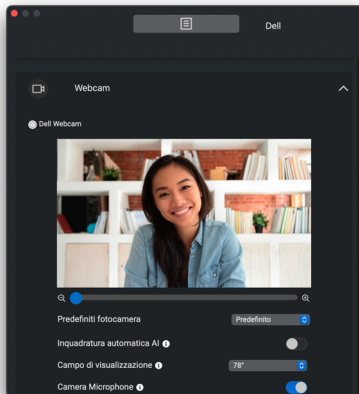 Dell
Webcam
Dell Webcam
Predefiniti fotocamera
Predefinito
Inquadratura automatica AI
Campo di visualizzazione
78°
Camera Microphone